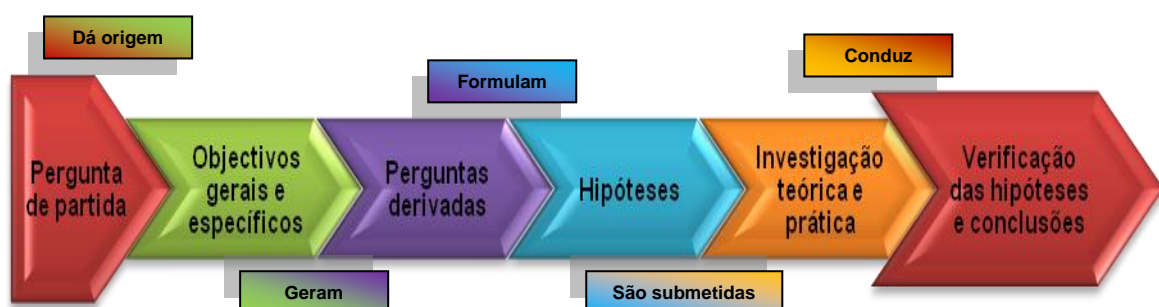 Dá origem
Formulam
Conduz
Pergunta
de partida
Objectivos
gerais e
específicos
Perguntas
derivadas
Hipóteses
Investigação
teórica e
prática
Verificação
das hipóteses
e conclusões
Geram
São submetidas